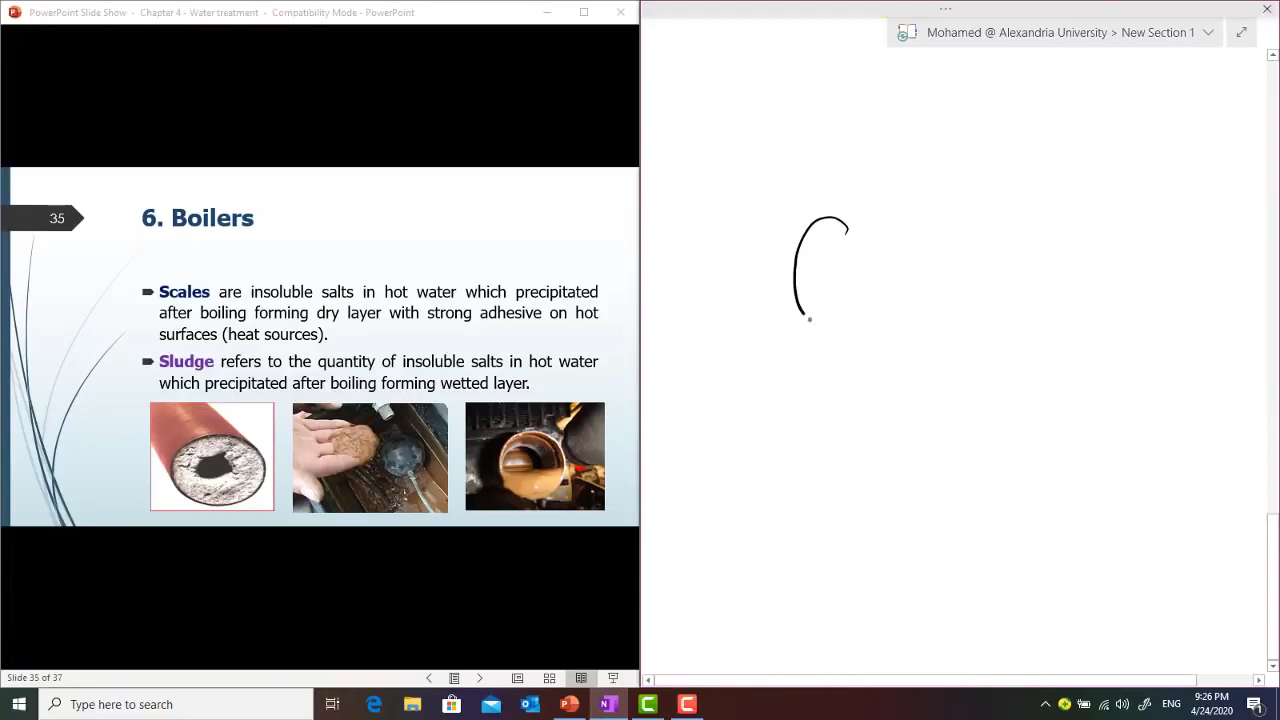 PowerPoint Slide Show - Chapter 4 - Water treatment - Compatibility Mode - PowerPoint
Mohamed @ Alexandria University > New Section 1
35
6. Boilers
Scales are insoluble salts in hot water which precipitated
after boiling forming dry layer with strong adhesive on hot
surfaces (heat sources).
Sludge refers to the quantity of insoluble salts in hot water
which precipitated after boiling forming wetted layer.
Slide 35 of 37
Type here to search
ENG
9:26 PM
4/24/2020